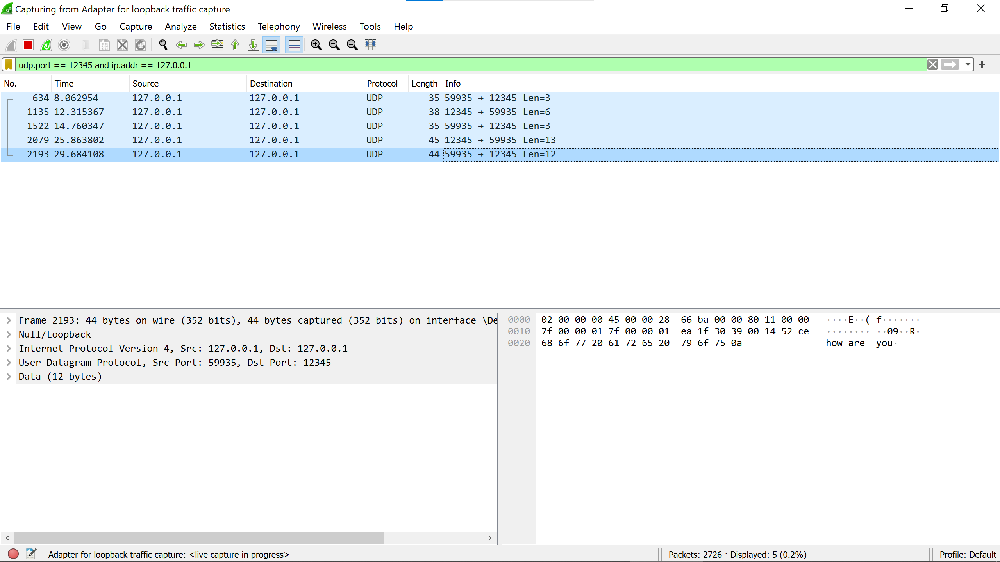 Capturing from Adapter for loopback traffic capture
File Edit View Go Capture Analyze Statistics Telephony Wireless Tools Help
udp.port == 12345 and ip.addr == 127.0.0.1
No. Time Source Destination Protocol Length Info
634 8.062954 127.0.0.1 127.0.0.1 UDP 35 59935 → 12345 Len=3
1135 12.315367 127.0.0.1 127.0.0.1 UDP 38 12345 → 59935 Len=6
1522 14.760347 127.0.0.1 127.0.0.1 UDP 35 59935 → 12345 Len=3
2079 25.863802 127.0.0.1 127.0.0.1 UDP 45 12345 → 59935 Len=13
2193 29.684108 127.0.0.1 127.0.0.1 UDP 44 59935 → 12345 Len=12
Frame 2193: 44 bytes on wire (352 bits), 44 bytes captured (352 bits) on interface \De
Null/Loopback
Internet Protocol Version 4, Src: 127.0.0.1, Dst: 127.0.0.1
User Datagram Protocol, Src Port: 59935, Dst Port: 12345
Data (12 bytes)
0000 02 00 00 00 45 00 00 28 66 ba 00 00 80 11 00 00 ····E··( f·······
0010 7f 00 00 01 7f 00 00 01 ea 1f 30 39 00 14 52 ce ········ ··09··R·
0020 68 6f 77 20 61 72 65 20 79 6f 75 0a how are you·
Adapter for loopback traffic capture: <live capture in progress>
Packets: 2726 · Displayed: 5 (0.2%)
Profile: Default